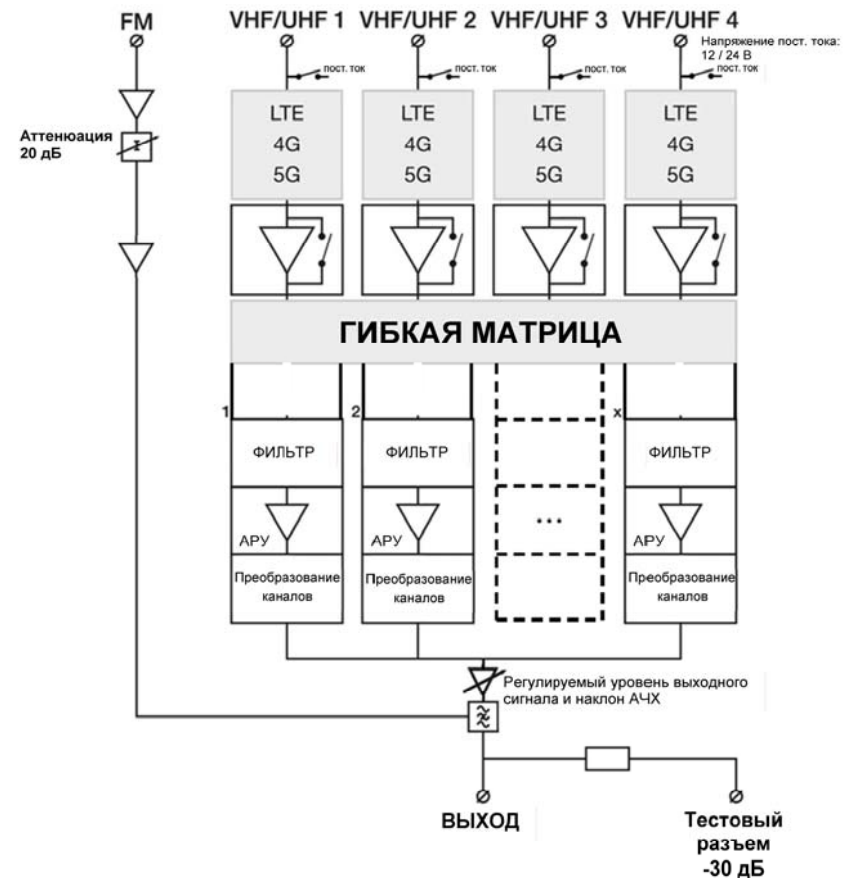 FM
VHF/UHF 1
VHF/UHF 2
VHF/UHF 3
VHF/UHF 4
Напряжение пост. тока:
12 / 24 В
пост. ток
пост. ток
пост. ток
пост. ток
Аттенюация
20 дБ
LTE
4G
5G
LTE
4G
5G
LTE
4G
5G
LTE
4G
5G
ГИБКАЯ МАТРИЦА
1
2
x
ФИЛЬТР
ФИЛЬТР
ФИЛЬТР
АРУ
АРУ
...
АРУ
Преобразование
каналов
Преобразование
каналов
Преобразование
каналов
Регулируемый уровень выходного
сигнала и наклон АЧХ
ВЫХОД
Тестовый
разъем
-30 дБ